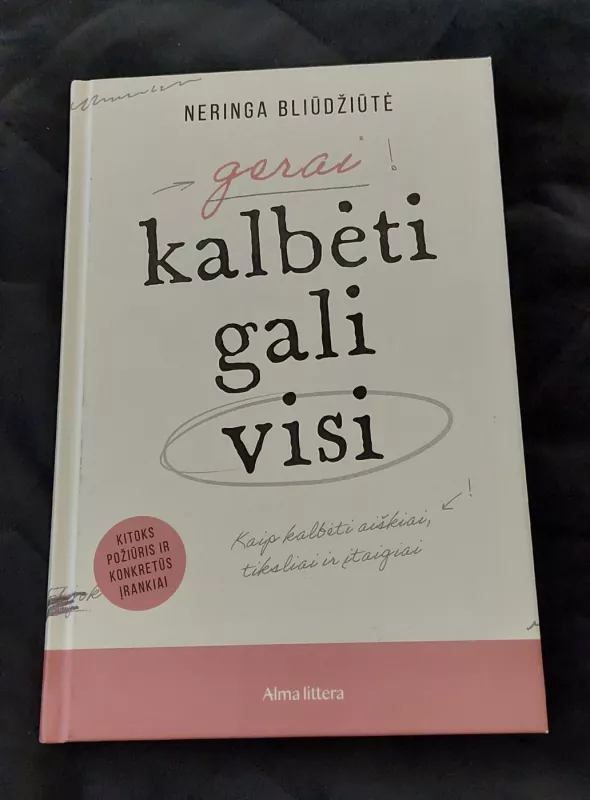 NERINGA BLIŪDŽIŪTĖ
gerai !
kalbėti
gali
visi
Kaip kalbėti aiškiai, !
tiksliai ir įtaigiai
KITOKS
POŽIŪRIS IR
KONKRETŪS
ĮRANKIAI
Alma littera